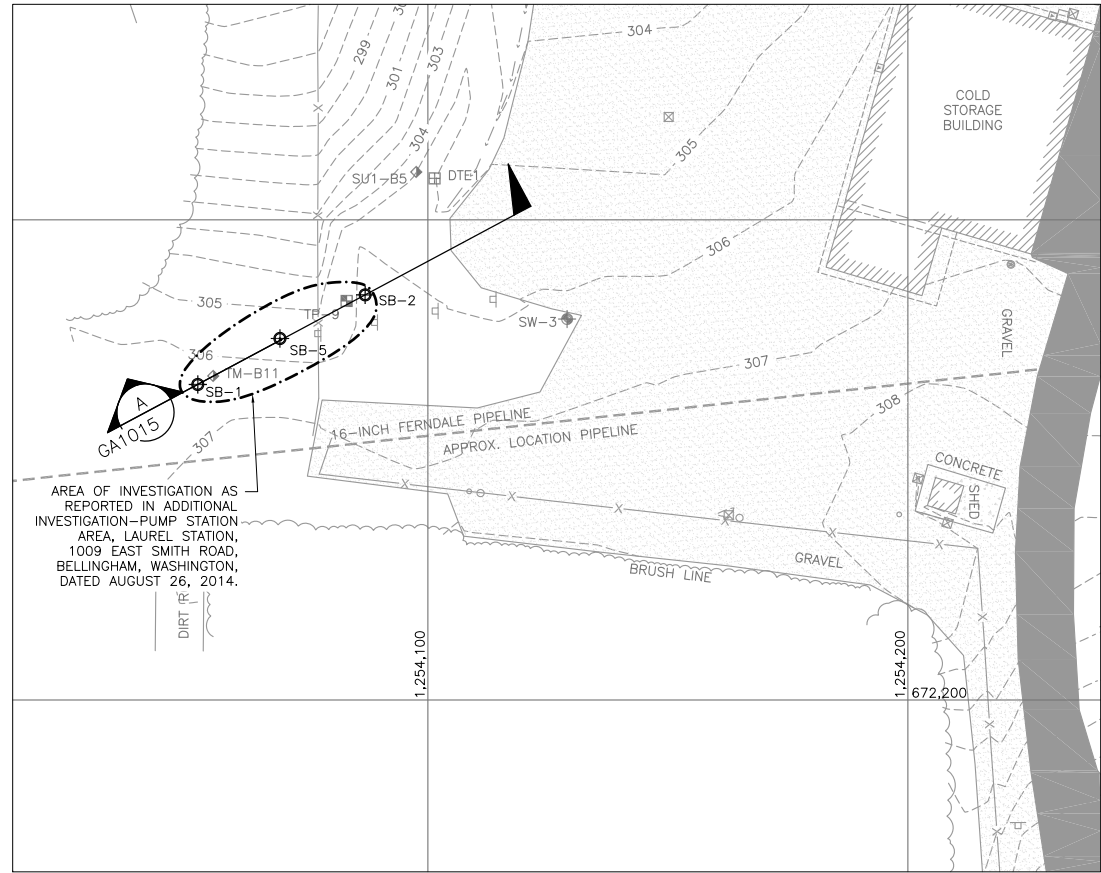 304
299
301
303
304
305
COLD
STORAGE
BUILDING
SU1-B5
DTE1
306
305
SB-2
SW-3
GRAVEL
SB-5
306
TM-B11
SB-1
307
A
GA1015
308
307
16-INCH FERNDALE PIPELINE
APPROX. LOCATION PIPELINE
CONCRETE
SHED
AREA OF INVESTIGATION AS
REPORTED IN ADDITIONAL
INVESTIGATION-PUMP STATION
AREA, LAUREL STATION,
1009 EAST SMITH ROAD,
BELLINGHAM, WASHINGTON,
DATED AUGUST 26, 2014.
GRAVEL
BRUSH LINE
DIRT R
1,254,100
1,254,200
672,200